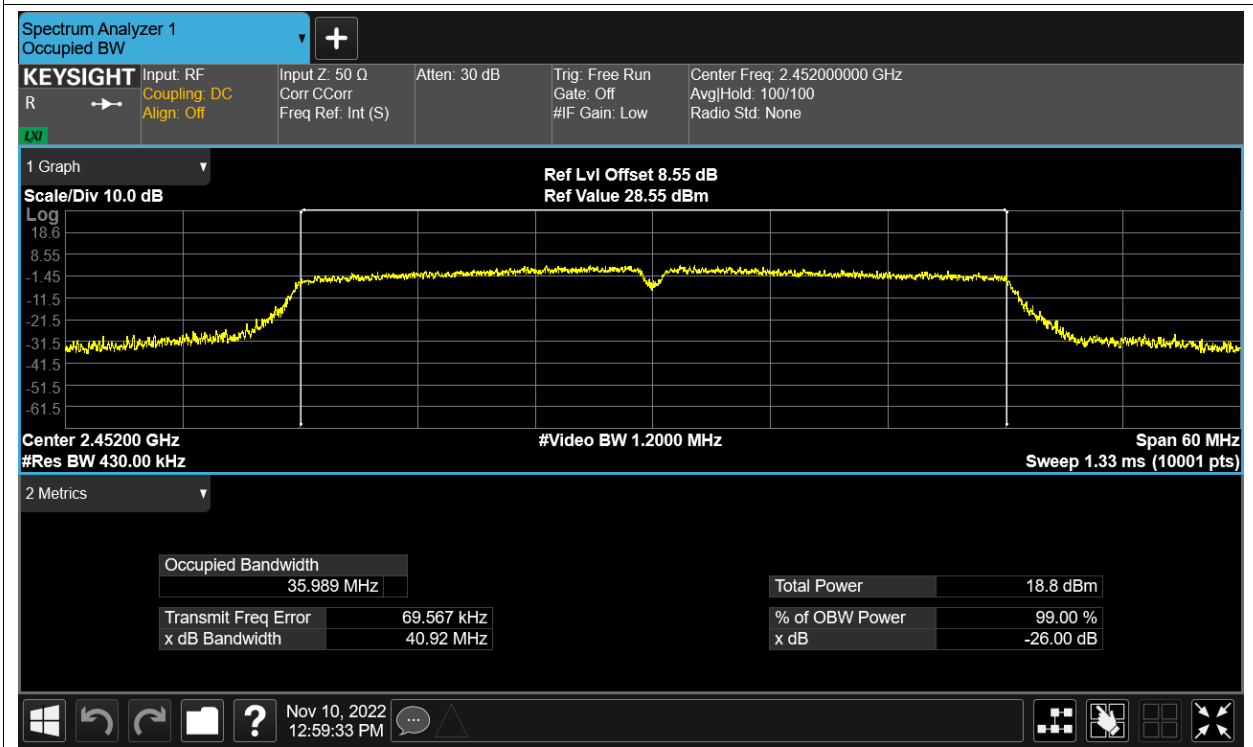 Spectrum Analyzer 1
Occupied BW
KEYSIGHT
R
LXI
Input: RF
Coupling: DC
Align: Off
Input Z: 50 Ω
Corr CCorr
Freq Ref: Int (S)
Atten: 30 dB
Trig: Free Run
Gate: Off
#IF Gain: Low
Center Freq: 2.452000000 GHz
Avg|Hold: 100/100
Radio Std: None
1 Graph
Scale/Div 10.0 dB
Ref Lvl Offset 8.55 dB
Ref Value 28.55 dBm
Log
18.6
8.55
-1.45
-11.5
-21.5
-31.5
-41.5
-51.5
-61.5
Center 2.45200 GHz
#Res BW 430.00 kHz
#Video BW 1.2000 MHz
Span 60 MHz
Sweep 1.33 ms (10001 pts)
2 Metrics
Occupied Bandwidth
35.989 MHz
Transmit Freq Error 69.567 kHz
x dB Bandwidth 40.92 MHz
Total Power 18.8 dBm
% of OBW Power 99.00 %
x dB -26.00 dB
?
Nov 10, 2022
12:59:33 PM